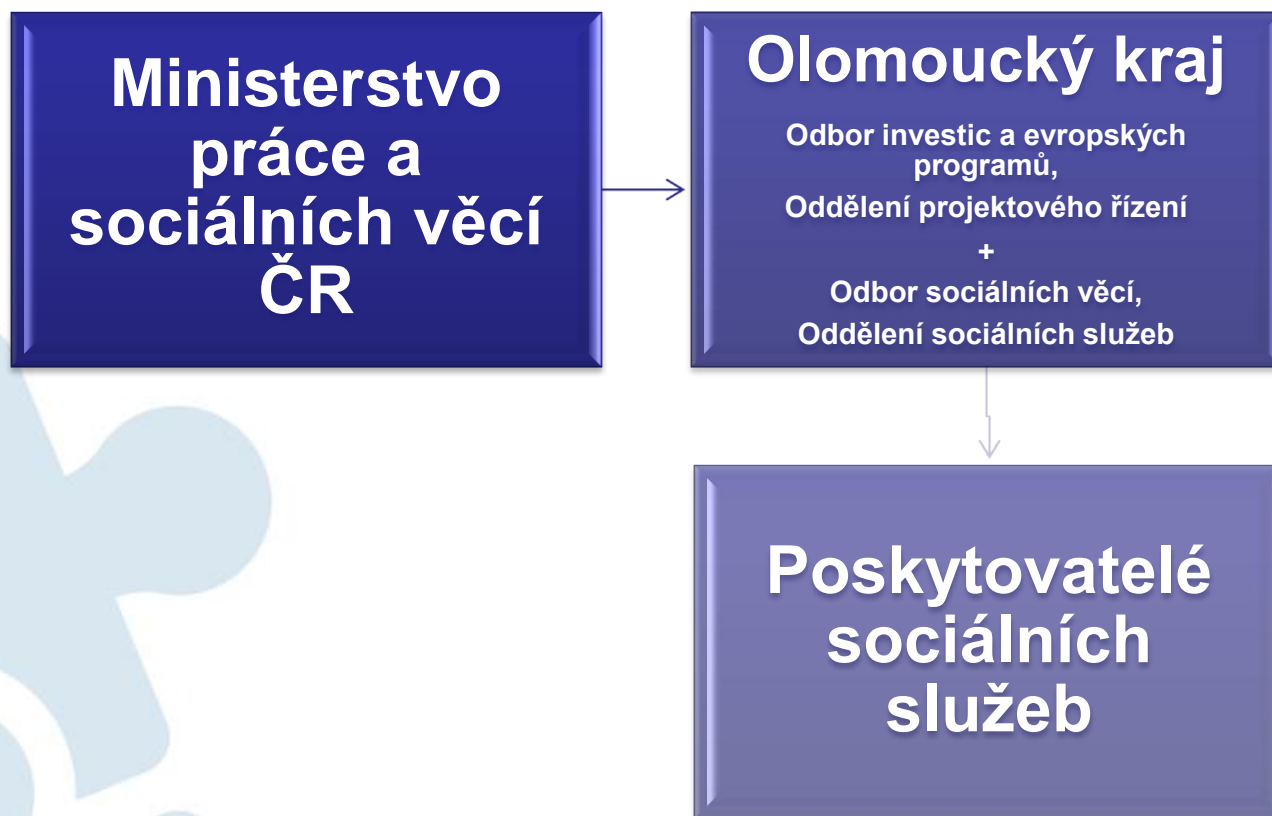 Ministerstvo
práce a
sociálních věcí
ČR
Olomoucký kraj
Odbor investic a evropských
programů,
Oddělení projektového řízení
+
Odbor sociálních věcí,
Oddělení sociálních služeb
Poskytovatelé
sociálních
služeb